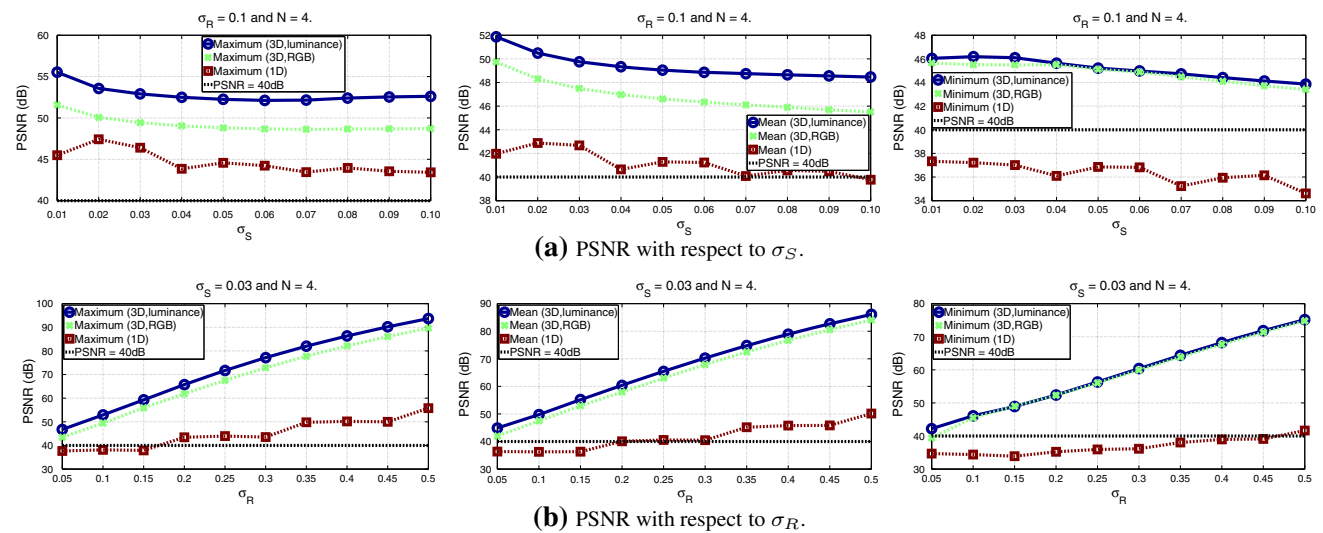 σR = 0.1 and N = 4.
60
55
50
45
40
PSNR (dB)
Maximum (3D,luminance)
Maximum (3D,RGB)
Maximum (1D)
PSNR = 40dB
0.01 0.02 0.03 0.04 0.05 0.06 0.07 0.08 0.09 0.10
σS
σR = 0.1 and N = 4.
52
50
48
46
44
42
40
38
PSNR (dB)
Mean (3D,luminance)
Mean (3D,RGB)
Mean (1D)
PSNR = 40dB
0.01 0.02 0.03 0.04 0.05 0.06 0.07 0.08 0.09 0.10
σS
σR = 0.1 and N = 4.
48
46
44
42
40
38
36
34
PSNR (dB)
Minimum (3D,luminance)
Minimum (3D,RGB)
Minimum (1D)
PSNR = 40dB
0.01 0.02 0.03 0.04 0.05 0.06 0.07 0.08 0.09 0.10
σS
(a) PSNR with respect to σS.
σS = 0.03 and N = 4.
100
90
80
70
60
50
40
30
PSNR (dB)
Maximum (3D,luminance)
Maximum (3D,RGB)
Maximum (1D)
PSNR = 40dB
0.05 0.1 0.15 0.2 0.25 0.3 0.35 0.4 0.45 0.5
σR
σS = 0.03 and N = 4.
90
80
70
60
50
40
30
PSNR (dB)
Mean (3D,luminance)
Mean (3D,RGB)
Mean (1D)
PSNR = 40dB
0.05 0.1 0.15 0.2 0.25 0.3 0.35 0.4 0.45 0.5
σR
σS = 0.03 and N = 4.
80
70
60
50
40
30
PSNR (dB)
Minimum (3D,luminance)
Minimum (3D,RGB)
Minimum (1D)
PSNR = 40dB
0.05 0.1 0.15 0.2 0.25 0.3 0.35 0.4 0.45 0.5
σR
(b) PSNR with respect to σR.